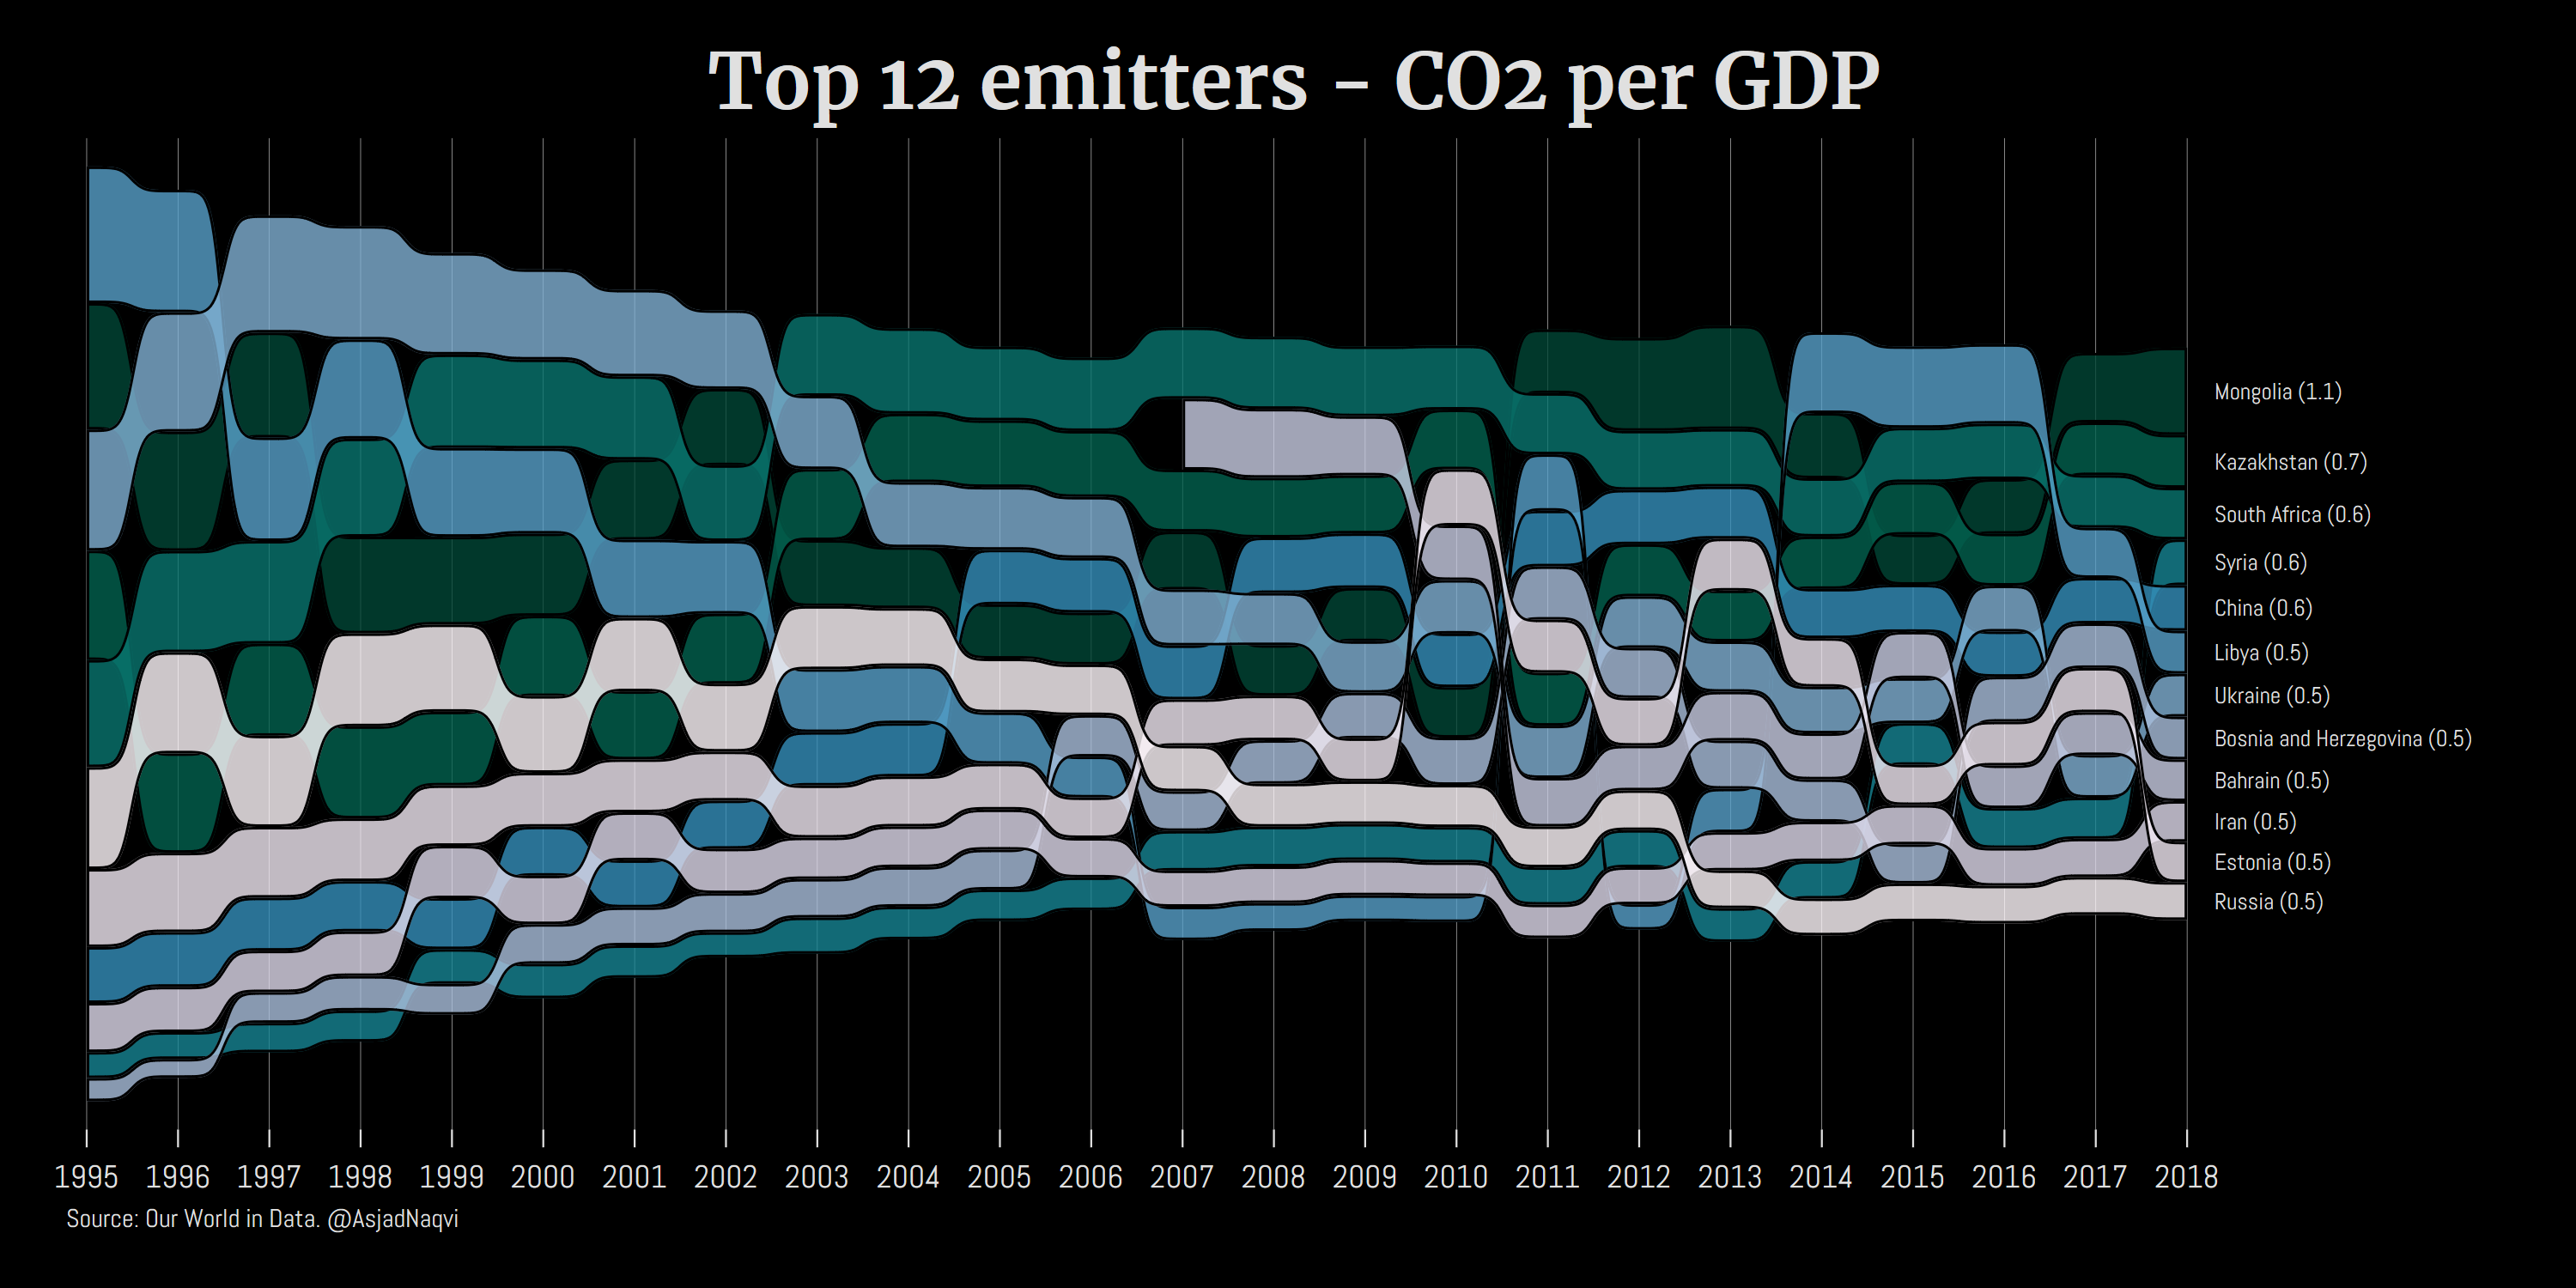 Top 12 emitters - CO2 per GDP
Mongolia (1.1)
Kazakhstan (0.7)
South Africa (0.6)
Syria (0.6)
China (0.6)
Libya (0.5)
Ukraine (0.5)
Bosnia and Herzegovina (0.5)
Bahrain (0.5)
Iran (0.5)
Estonia (0.5)
Russia (0.5)
1995 1996 1997 1998 1999 2000 2001 2002 2003 2004 2005 2006 2007 2008 2009 2010 2011 2012 2013 2014 2015 2016 2017 2018
Source: Our World in Data. @AsjadNaqvi